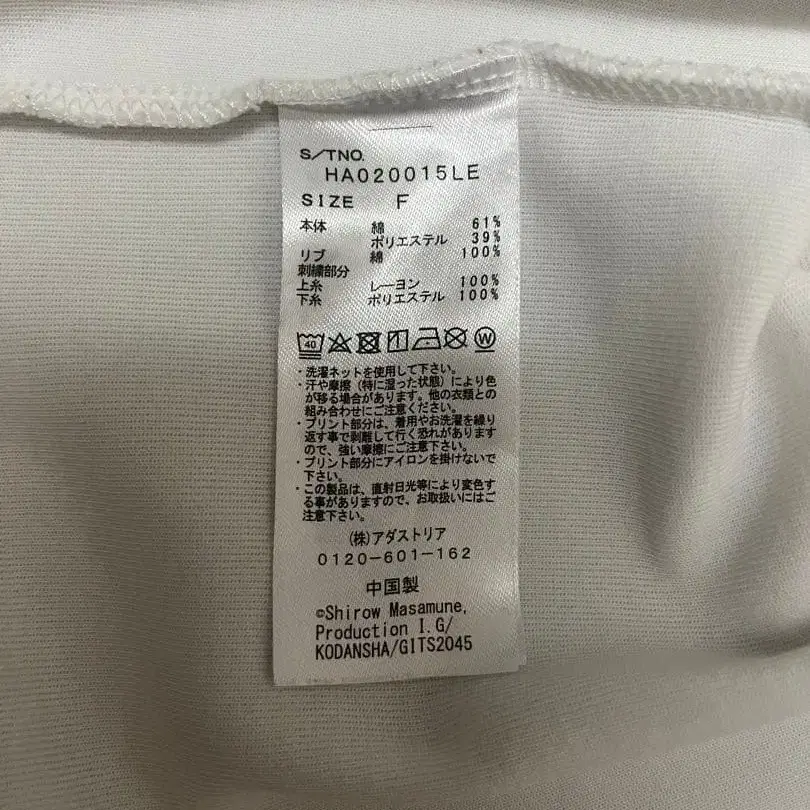 S/TNO.
HA020015LE
SIZE F
本体 綿 61%
ポリエステル 39%
リブ 綿 100%
刺繍部分
上糸 レーヨン 100%
下糸 ポリエステル 100%
40 W
・洗濯ネットを使用して下さい。
・汗や摩擦（特に湿った状態）により色
が移る場合があります。他の衣類との
組み合わせにご注意ください。
・プリント部分は、着用やお洗濯を繰り
返す事で剥離して行く恐れがあります
ので、強い摩擦にご注意下さい。
・プリント部分にアイロンを掛けないで
下さい。
・この製品は、直射日光等により変色す
る事がありますので、お取扱いにはご
注意下さい。
(株)アダストリア
0120-601-162
中国製
©Shirow Masamune,
Production I.G/
KODANSHA/GITS2045